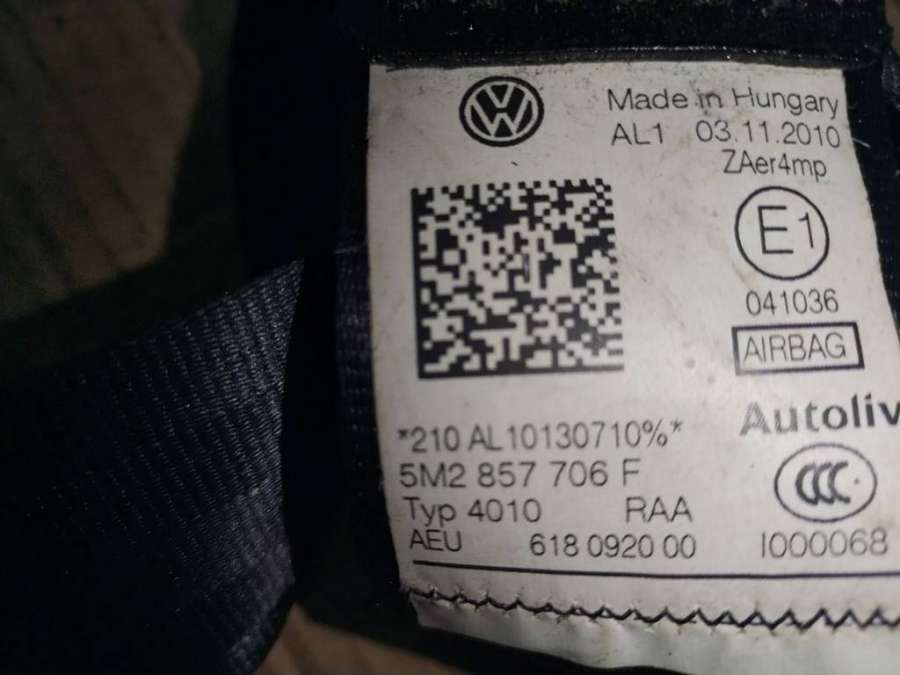 Made in Hungary
AL1 03.11.2010
ZAer4mp
E1
041036
AIRBAG
Autoliv
*210 AL10130710%*
5M2 857 706 F
CCC
Typ 4010 RAA
AEU 618 0920 00 I000068